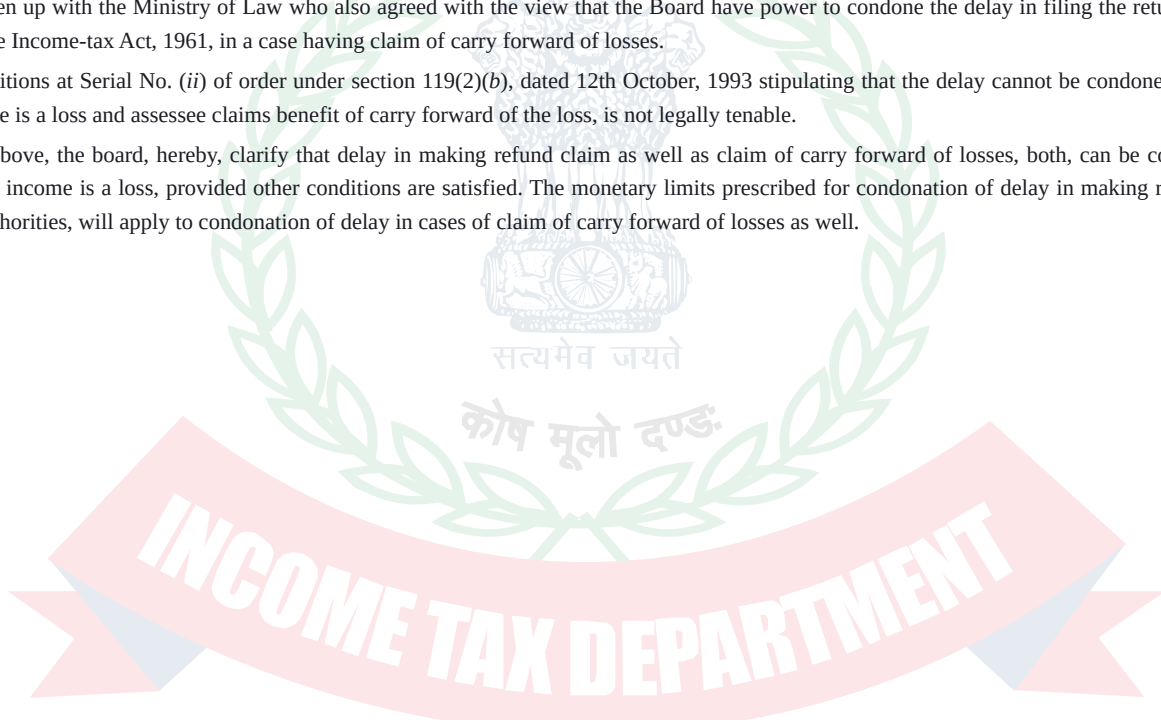 en up with the Ministry of Law who also agreed with the view that the Board have power to condone the delay in filing the retu
e Income-tax Act, 1961, in a case having claim of carry forward of losses.
itions at Serial No. (ii) of order under section 119(2)(b), dated 12th October, 1993 stipulating that the delay cannot be condone
e is a loss and assessee claims benefit of carry forward of the loss, is not legally tenable.
bove, the board, hereby, clarify that delay in making refund claim as well as claim of carry forward of losses, both, can be co
income is a loss, provided other conditions are satisfied. The monetary limits prescribed for condonation of delay in making r
horities, will apply to condonation of delay in cases of claim of carry forward of losses as well.
सत्यमेव जयते
कोष मूलो दण्डः
INCOME TAX DEPARTMENT